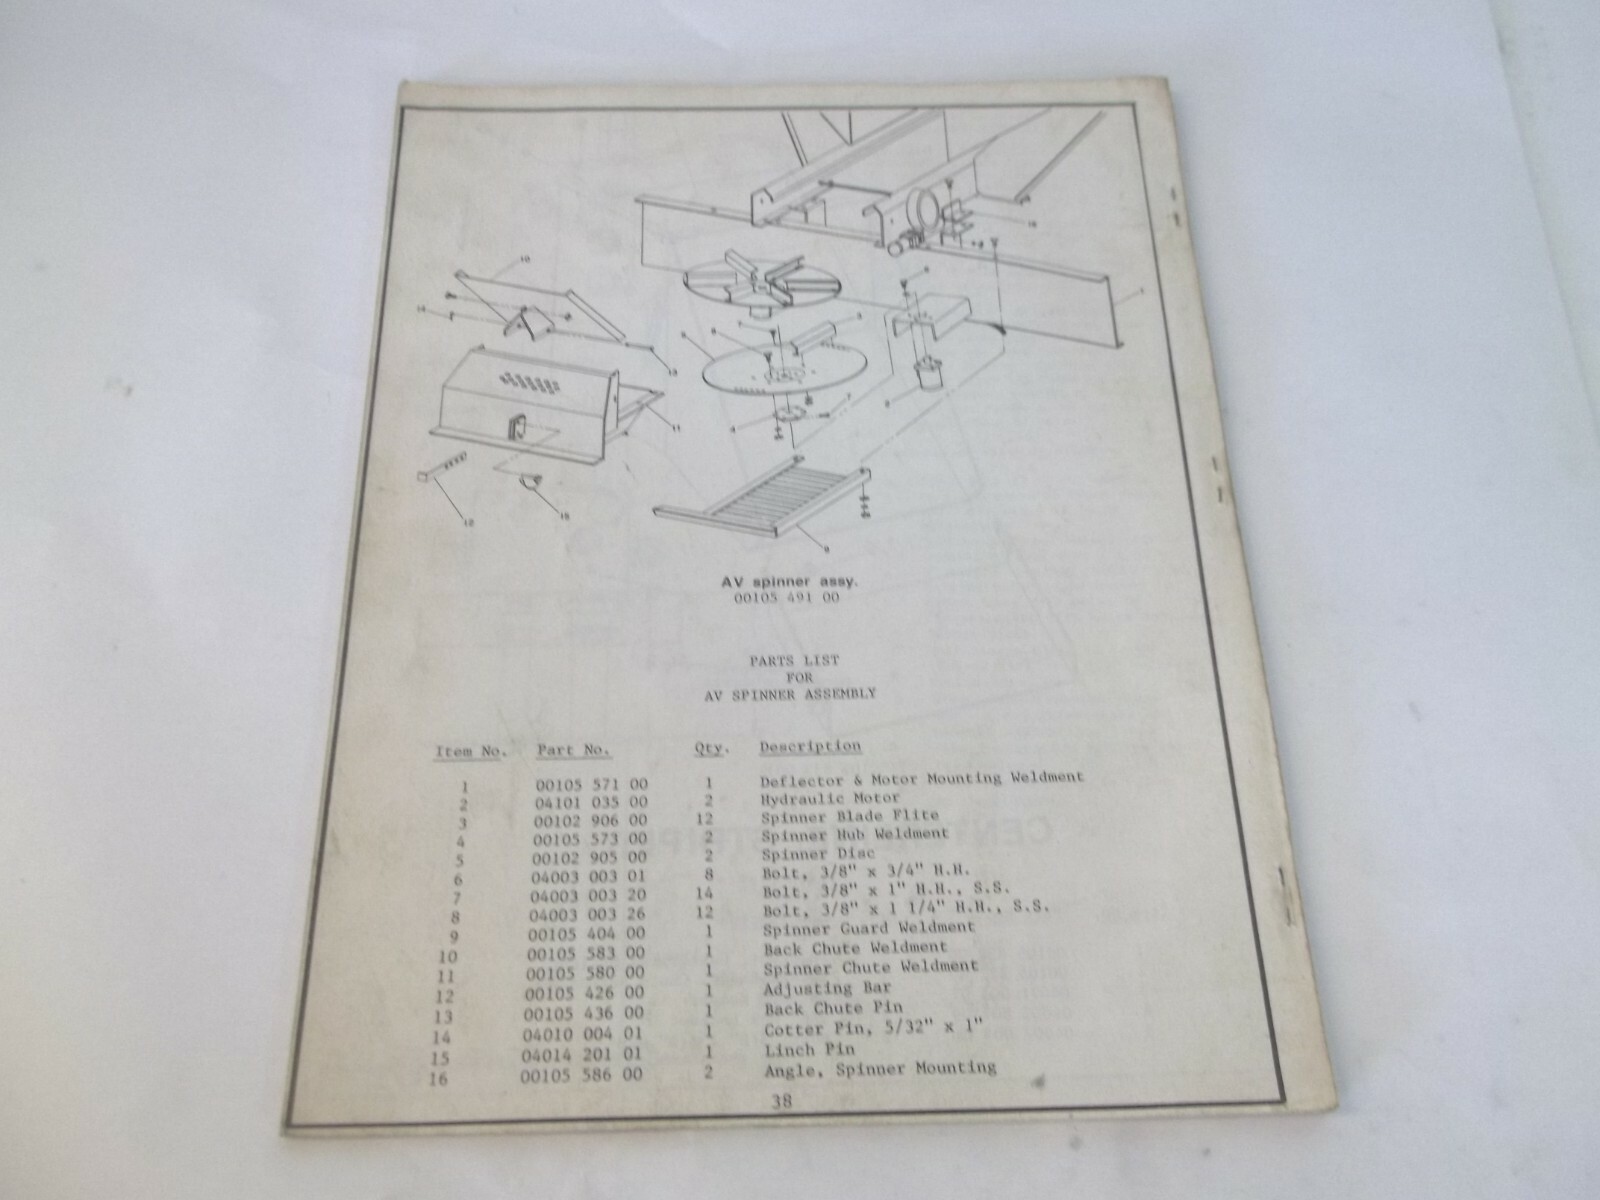 AV spinner assy.
00105 491 00
PARTS LIST
FOR
AV SPINNER ASSEMBLY
Item No. Part No. Qty. Description
1 00105 571 00 1 Deflector & Motor Mounting Weldment
2 04101 035 00 2 Hydraulic Motor
3 00102 906 00 12 Spinner Blade Flite
4 00105 573 00 2 Spinner Hub Weldment
5 00102 905 00 2 Spinner Disc
6 04003 003 01 8 Bolt, 3/8" x 3/4" H.H.
7 04003 003 20 14 Bolt, 3/8" x 1" H.H., S.S.
8 04003 003 26 12 Bolt, 3/8" x 1 1/4" H.H., S.S.
9 00105 404 00 1 Spinner Guard Weldment
10 00105 583 00 1 Back Chute Weldment
11 00105 580 00 1 Spinner Chute Weldment
12 00105 426 00 1 Adjusting Bar
13 00105 436 00 1 Back Chute Pin
14 04010 004 01 1 Cotter Pin, 5/32" x 1"
15 04014 201 01 1 Linch Pin
16 00105 586 00 2 Angle, Spinner Mounting
38